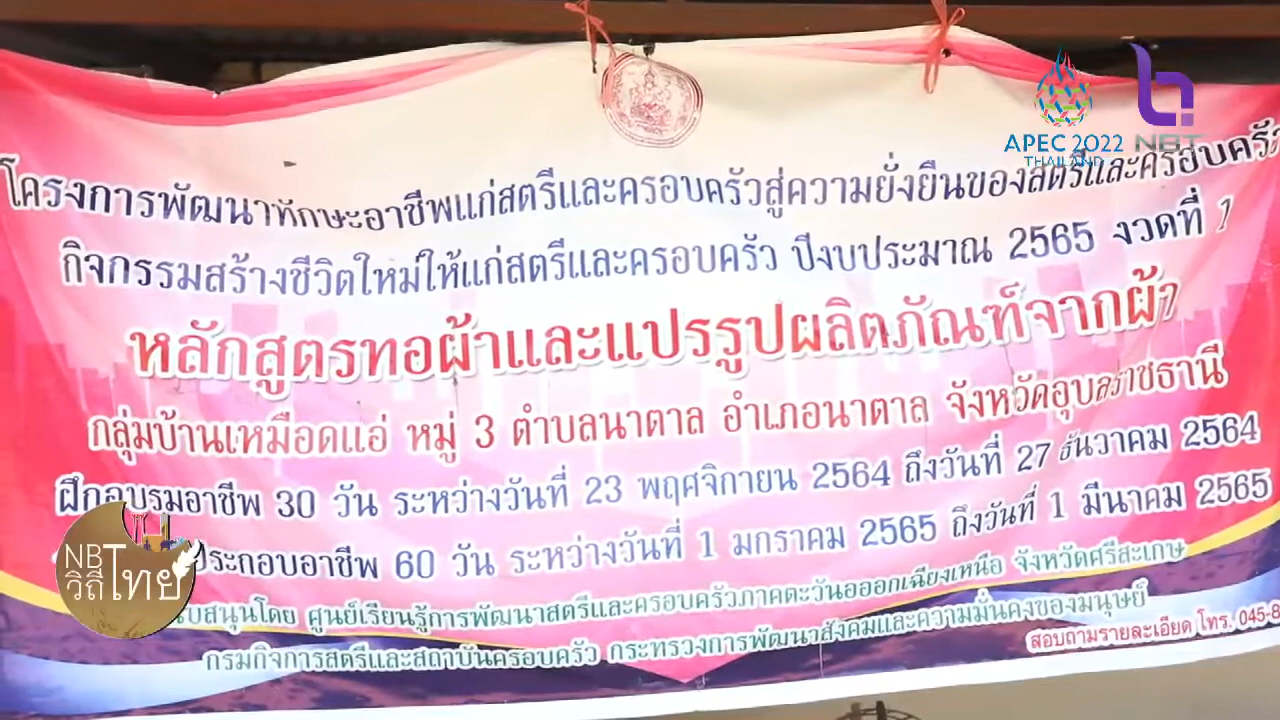 APEC 2022
THAILAND
NBT
โครงการพัฒนาทักษะอาชีพแก่สตรีและครอบครัวสู่ความยั่งยืนของสตรีและครอบครัว
กิจกรรมสร้างชีวิตใหม่ให้แก่สตรีและครอบครัว ปีงบประมาณ 2565 งวดที่ 1
หลักสูตรทอผ้าและแปรรูปผลิตภัณฑ์จากผ้า
กลุ่มบ้านเหมือดแอ่ หมู่ 3 ตำบลนาตาล อำเภอนาตาล จังหวัดอุบลราชธานี
ฝึกอบรมอาชีพ 30 วัน ระหว่างวันที่ 23 พฤศจิกายน 2564 ถึงวันที่ 27 ธันวาคม 2564
ประกอบอาชีพ 60 วัน ระหว่างวันที่ 1 มกราคม 2565 ถึงวันที่ 1 มีนาคม 2565
NB
วิถีไทย
นับสนุนโดย ศูนย์เรียนรู้การพัฒนาสตรีและครอบครัวภาคตะวันออกเฉียงเหนือ จังหวัดศรีสะเกษ
กรมกิจการสตรีและสถาบันครอบครัว กระทรวงการพัฒนาสังคมและความมั่นคงของมนุษย์
สอบถามรายละเอียด โทร. 045-8